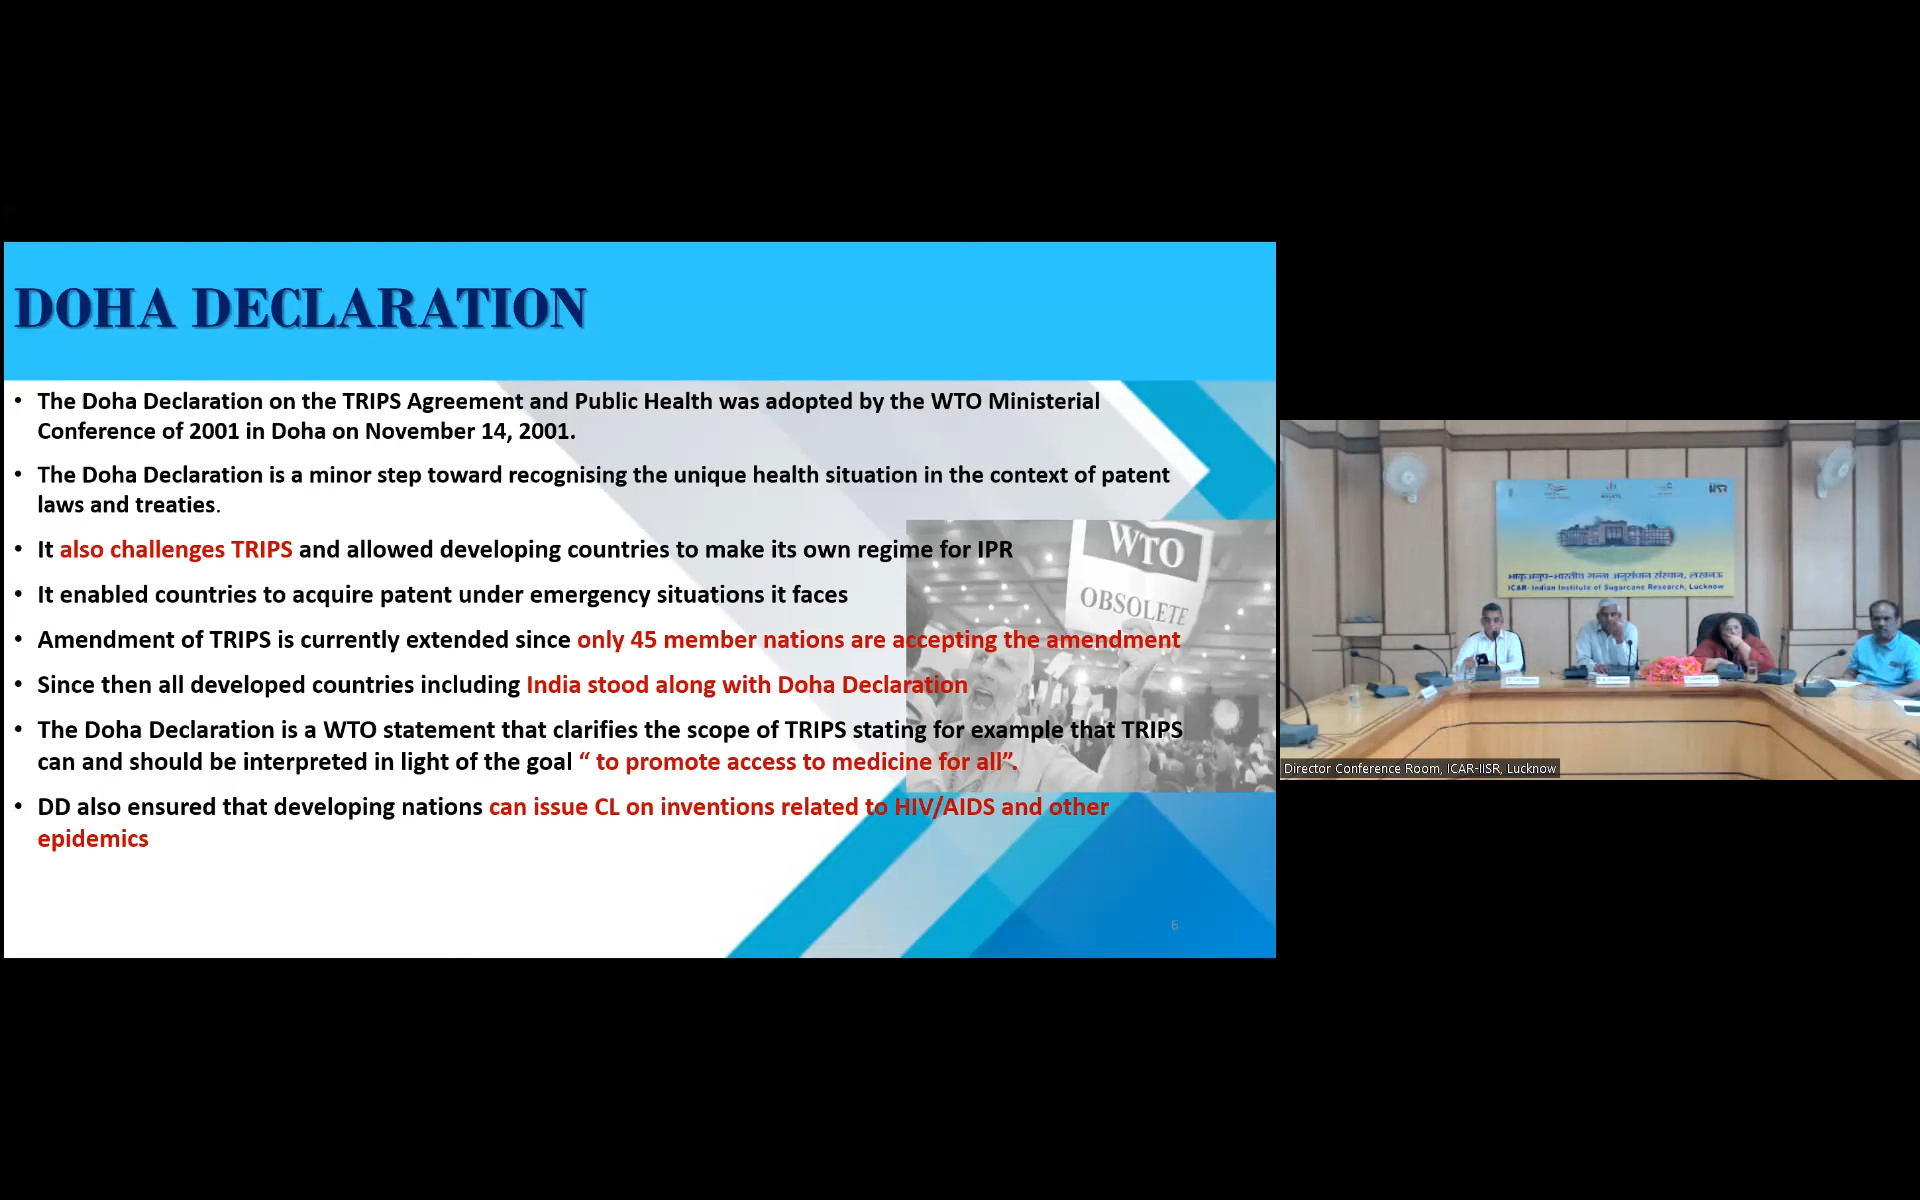 DOHA DECLARATION
• The Doha Declaration on the TRIPS Agreement and Public Health was adopted by the WTO Ministerial
Conference of 2001 in Doha on November 14, 2001.
• The Doha Declaration is a minor step toward recognising the unique health situation in the context of patent
laws and treaties.
• It also challenges TRIPS and allowed developing countries to make its own regime for IPR
• It enabled countries to acquire patent under emergency situations it faces
• Amendment of TRIPS is currently extended since only 45 member nations are accepting the amendment
• Since then all developed countries including India stood along with Doha Declaration
• The Doha Declaration is a WTO statement that clarifies the scope of TRIPS stating for example that TRIPS
can and should be interpreted in light of the goal “ to promote access to medicine for all”.
• DD also ensured that developing nations can issue CL on inventions related to HIV/AIDS and other
epidemics
WTO
OBSOLETE
6
भाकृअनुप-भारतीय गन्ना अनुसंधान संस्थान, लखनऊ
ICAR- Indian Institute of Sugarcane Research, Lucknow
Director Conference Room, ICAR-IISR, Lucknow